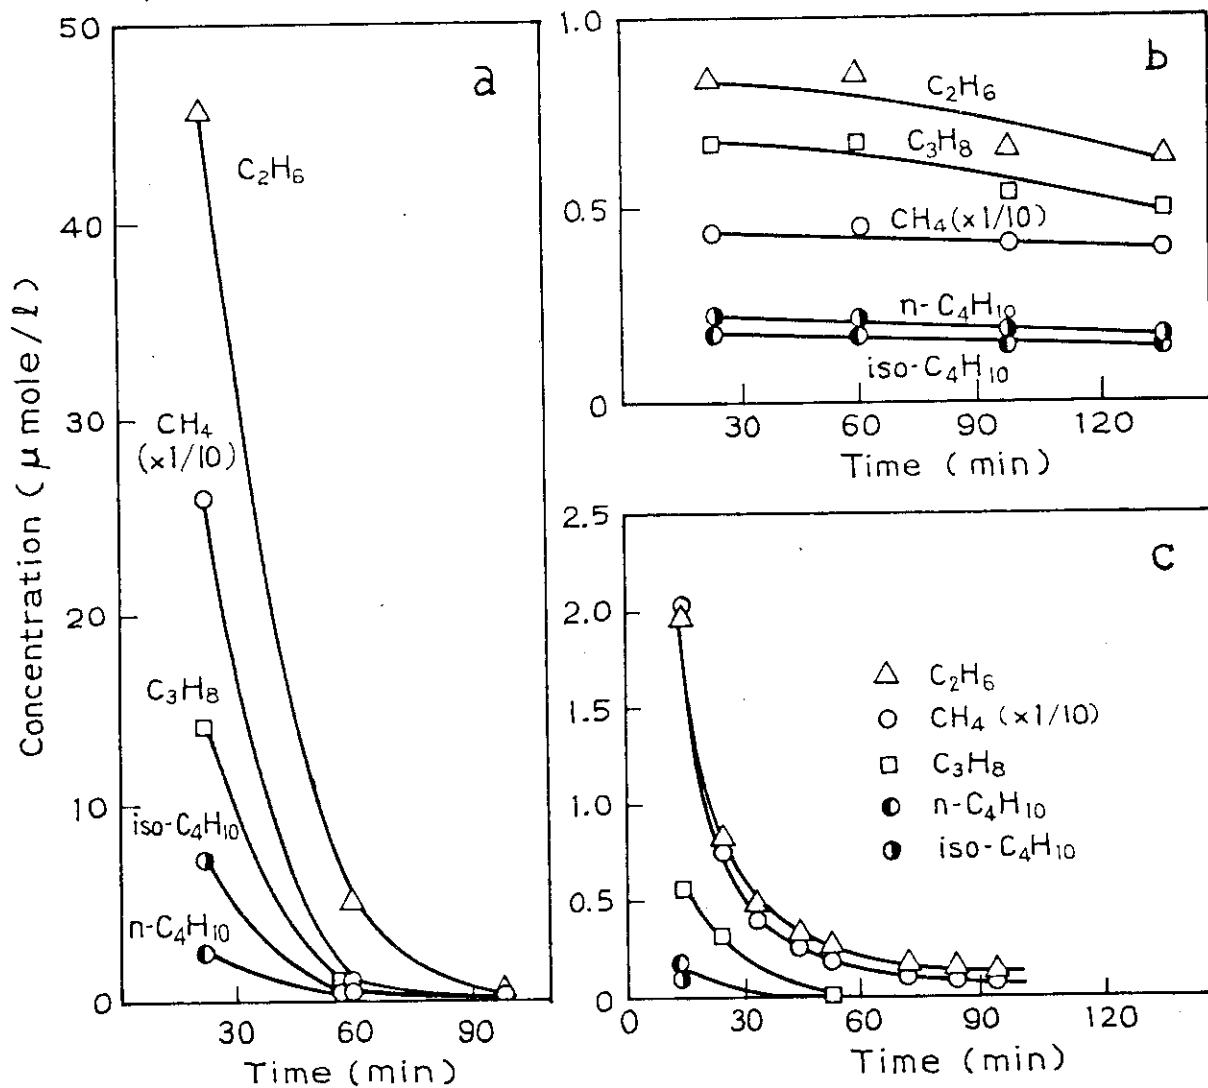 Concentration (μ mole/ℓ)
50
40
30
20
10
0
a
C₂H₆
CH₄
(×1/10)
C₃H₈
iso-C₄H₁₀
n-C₄H₁₀
30
60
90
Time (min)
1.0
0.5
0
b
C₂H₆
C₃H₈
CH₄(×1/10)
n-C₄H₁₀
iso-C₄H₁₀
30
60
90
120
Time (min)
2.5
2.0
1.5
1.0
0.5
0
c
C₂H₆
CH₄ (×1/10)
C₃H₈
n-C₄H₁₀
iso-C₄H₁₀
0
30
60
90
120
Time (min)